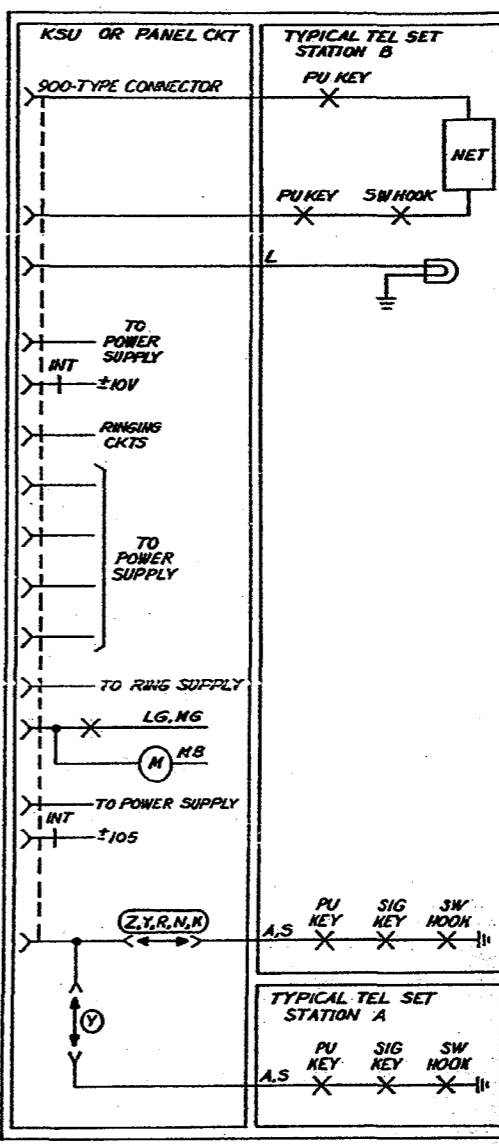 KSU OR PANEL CKT
TYPICAL TEL SET
STATION B
900-TYPE CONNECTOR
PU KEY
NET
PU KEY
SW HOOK
L
TO
POWER
SUPPLY
INT
±10V
RINGING
CKTS
TO
POWER
SUPPLY
TO RING SUPPLY
LG, MG
M
MB
TO POWER SUPPLY
INT
±105
Z,Y,R,N,K
A,S
PU
KEY
SIG
KEY
SW
HOOK
TYPICAL TEL SET
STATION A
Y
A,S
PU
KEY
SIG
KEY
SW
HOOK